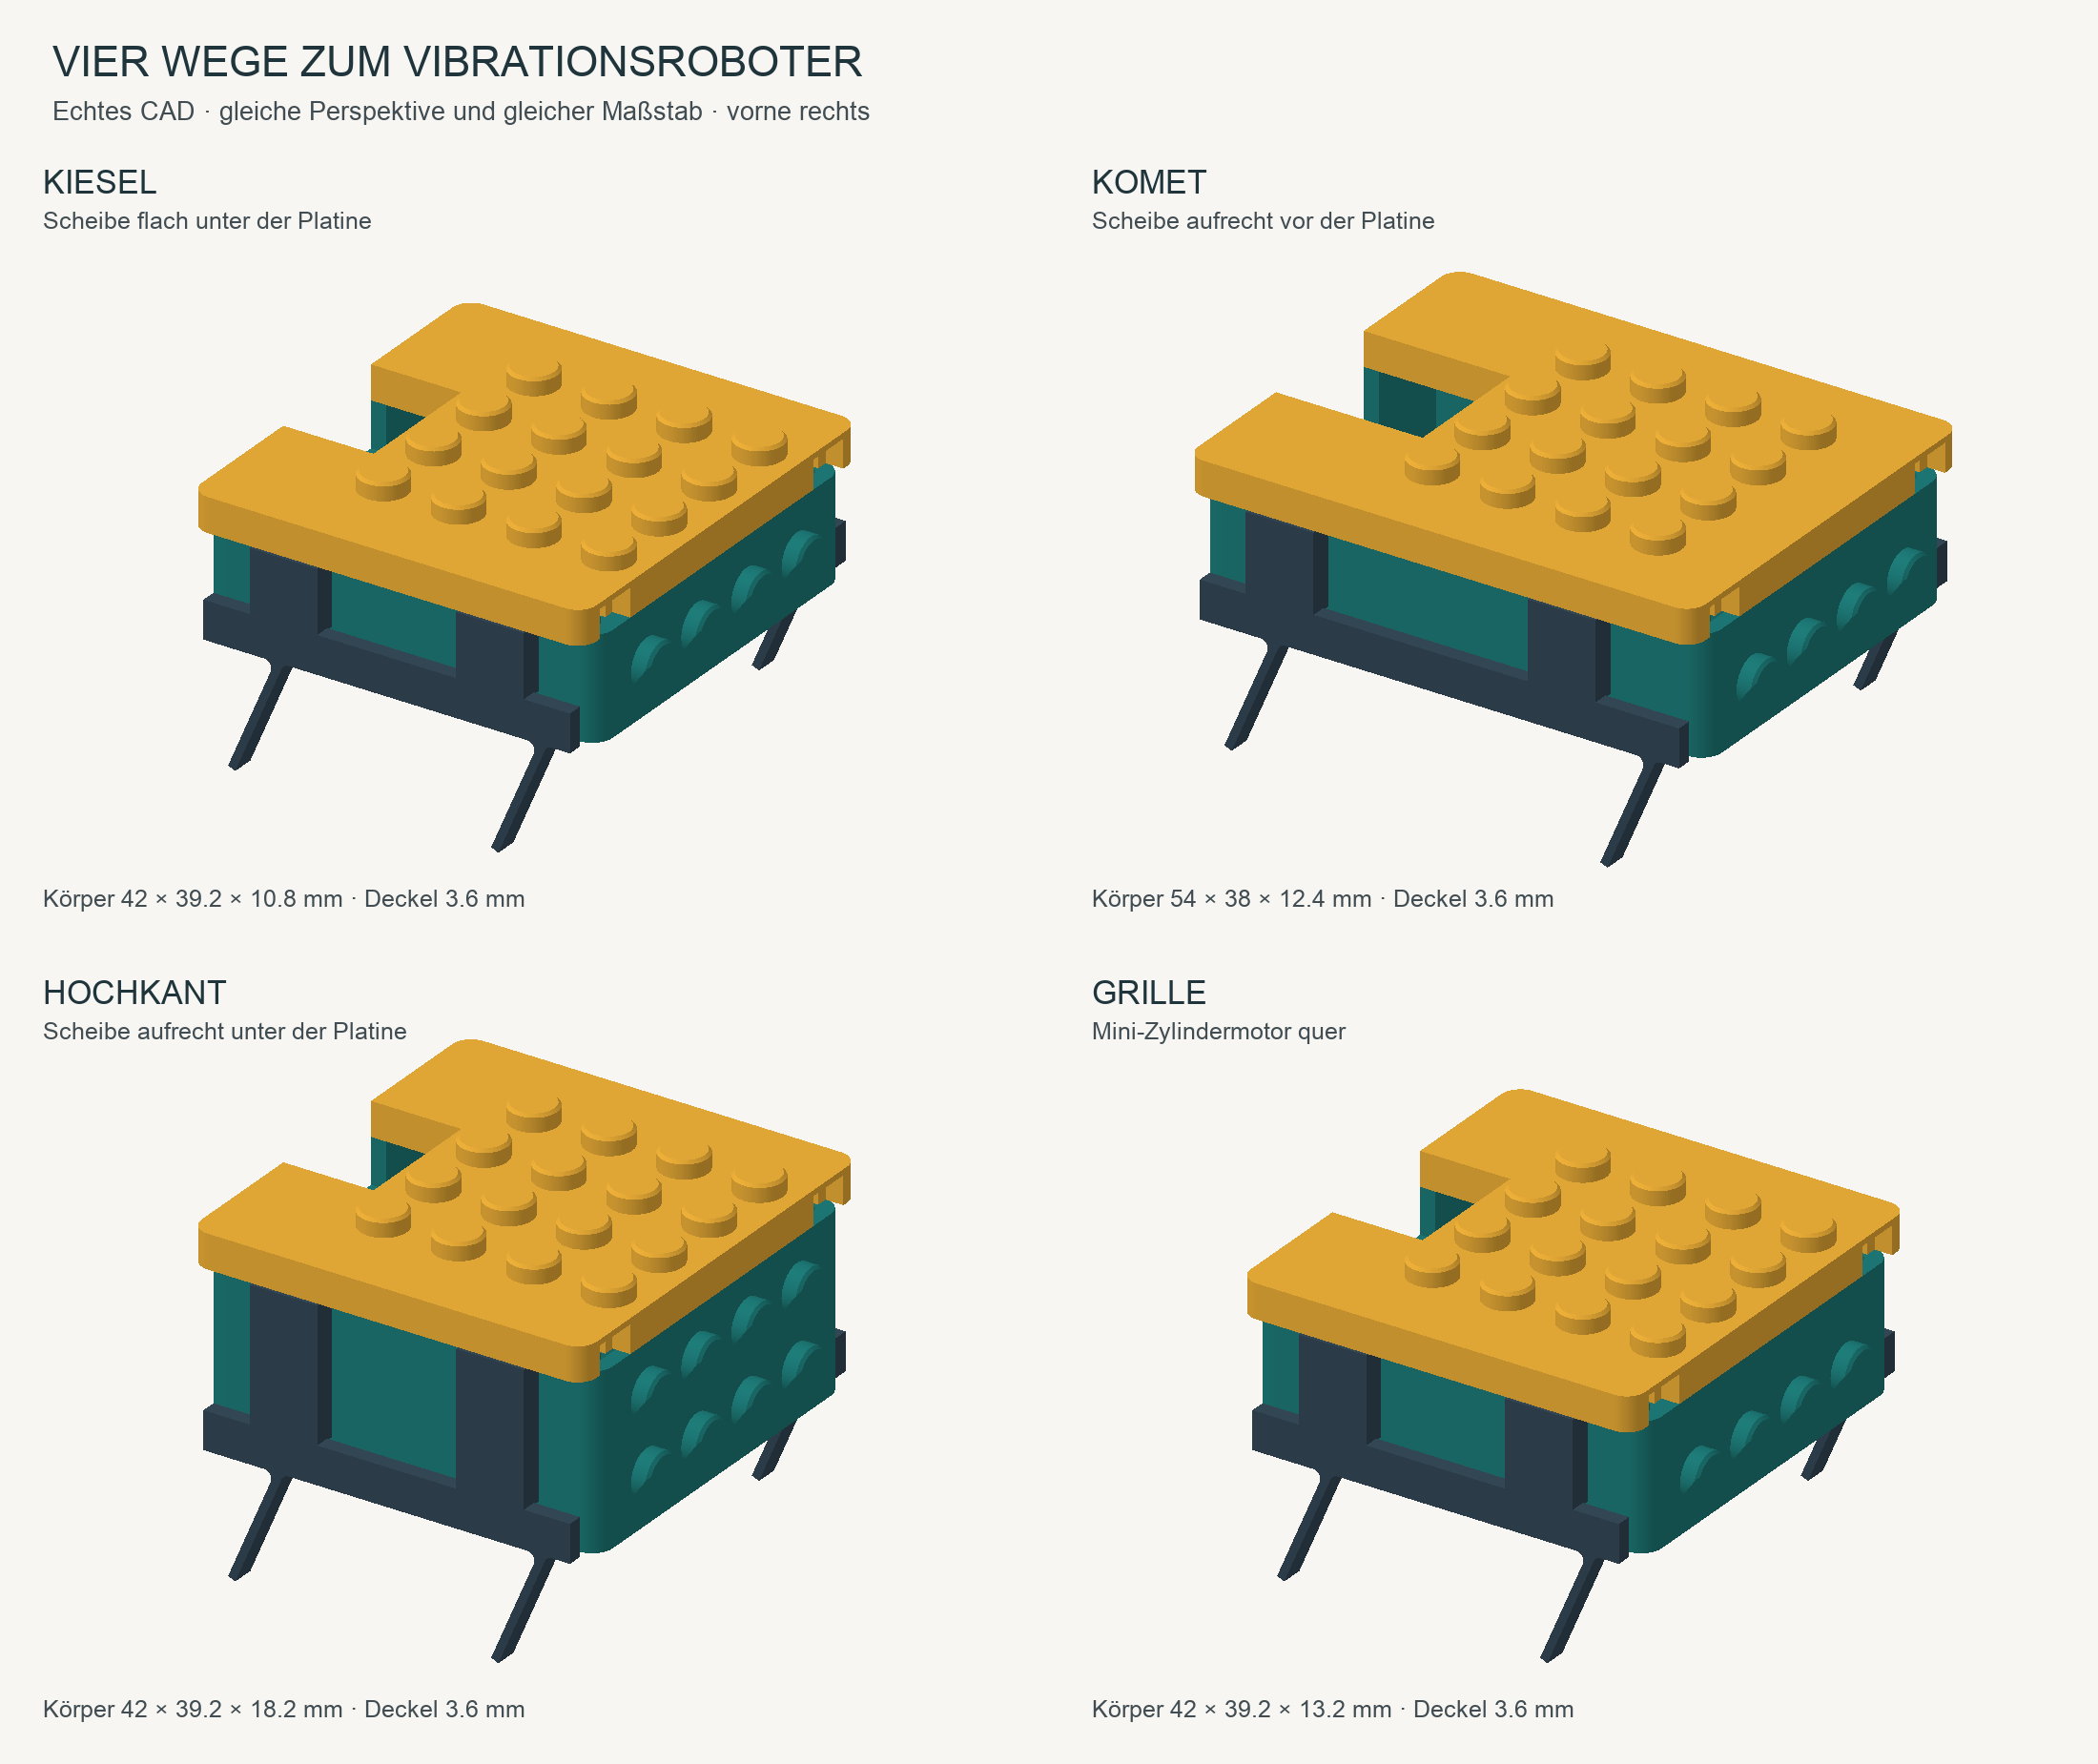 VIER WEGE ZUM VIBRATIONSROBOTER
Echtes CAD · gleiche Perspektive und gleicher Maßstab · vorne rechts
KIESEL
Scheibe flach unter der Platine
Körper 42 × 39.2 × 10.8 mm · Deckel 3.6 mm
KOMET
Scheibe aufrecht vor der Platine
Körper 54 × 38 × 12.4 mm · Deckel 3.6 mm
HOCHKANT
Scheibe aufrecht unter der Platine
Körper 42 × 39.2 × 18.2 mm · Deckel 3.6 mm
GRILLE
Mini-Zylindermotor quer
Körper 42 × 39.2 × 13.2 mm · Deckel 3.6 mm